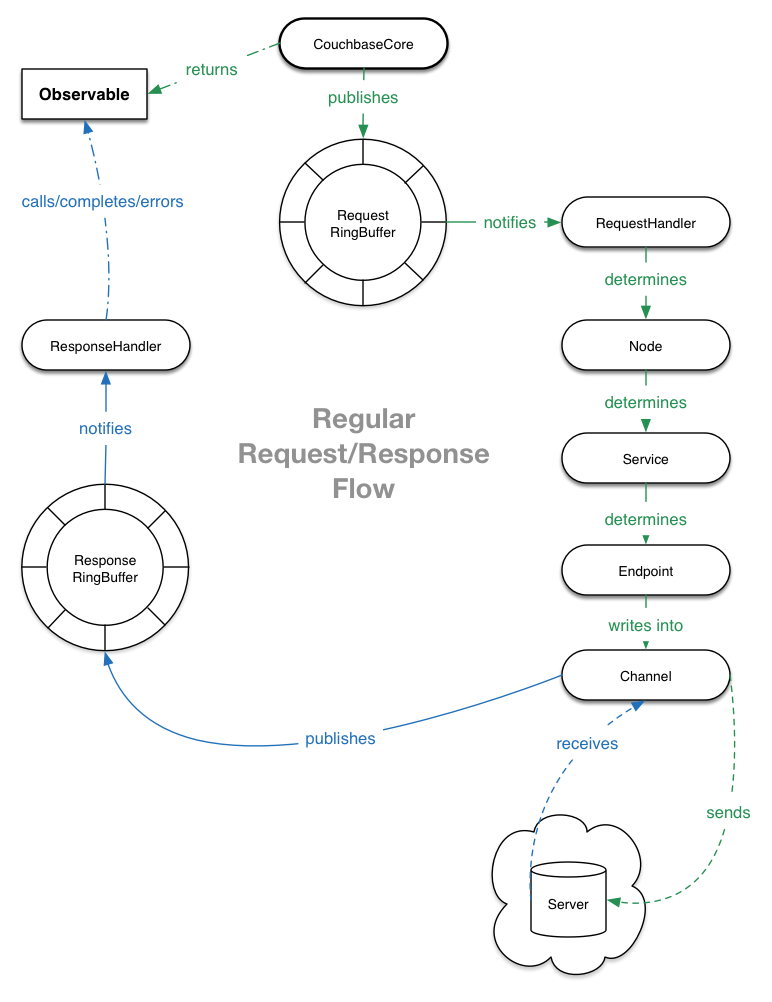 CouchbaseCore
returns
Observable
publishes
calls/completes/errors
Request
RingBuffer
notifies
RequestHandler
determines
ResponseHandler
Node
notifies
determines
Regular
Request/Response
Flow
Service
determines
Response
RingBuffer
Endpoint
writes into
Channel
publishes
receives
sends
Server